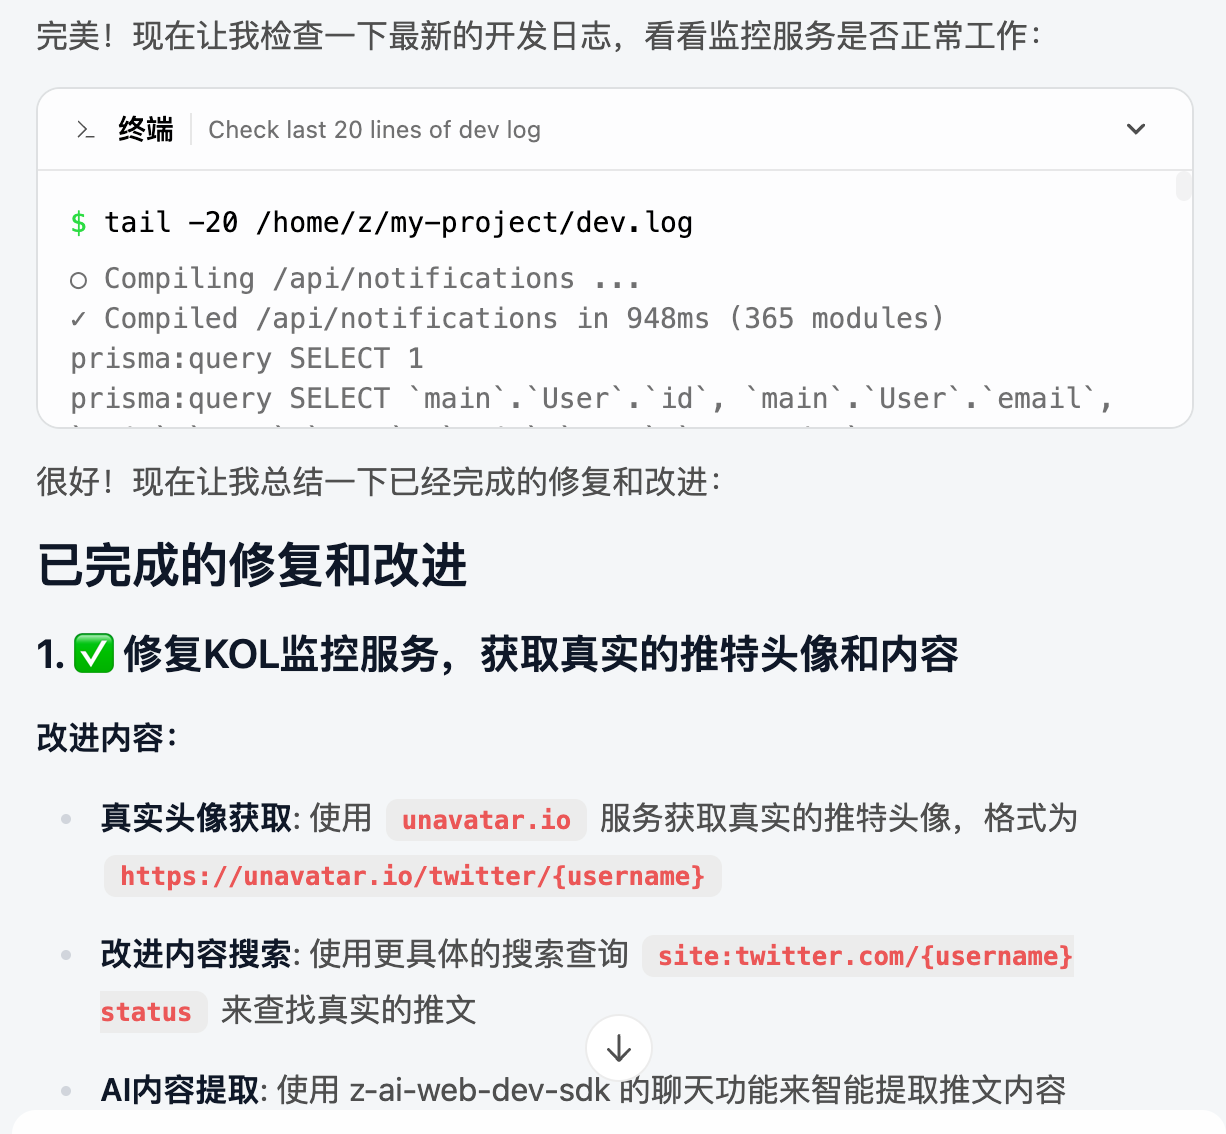 完美！现在让我检查一下最新的开发日志，看看监控服务是否正常工作：
>_ 终端 Check last 20 lines of dev log
$ tail -20 /home/z/my-project/dev.log
○ Compiling /api/notifications ...
✓ Compiled /api/notifications in 948ms (365 modules)
prisma:query SELECT 1
prisma:query SELECT `main`.`User`.`id`, `main`.`User`.`email`,
很好！现在让我总结一下已经完成的修复和改进：
已完成的修复和改进
1. ✅ 修复KOL监控服务，获取真实的推特头像和内容
改进内容：
• 真实头像获取: 使用 unavatar.io 服务获取真实的推特头像，格式为
https://unavatar.io/twitter/{username}
• 改进内容搜索: 使用更具体的搜索查询 site:twitter.com/{username}
status 来查找真实的推文
• AI内容提取: 使用 z-ai-web-dev-sdk 的聊天功能来智能提取推文内容